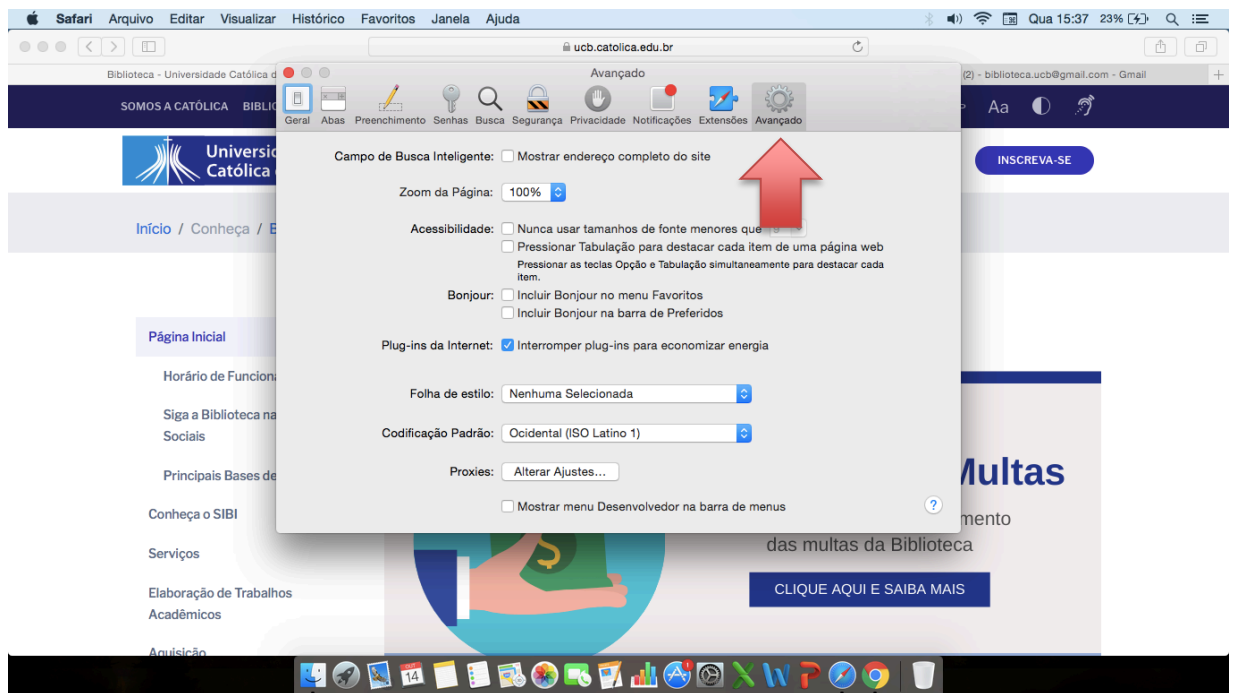 Safari Arquivo Editar Visualizar Histórico Favoritos Janela Ajuda Qua 15:37 23%
ucb.catolica.edu.br
Biblioteca - Universidade Católica d
Avançado
(2) - biblioteca.ucb@gmail.com - Gmail
Geral Abas Preenchimento Senhas Busca Segurança Privacidade Notificações Extensões Avançado
SOMOS A CATÓLICA BIBLIO
Aa
Universid
Católica
INSCREVA-SE
Início / Conheça / B
Campo de Busca Inteligente: Mostrar endereço completo do site
Zoom da Página: 100%
Acessibilidade: Nunca usar tamanhos de fonte menores que 9
Pressionar Tabulação para destacar cada item de uma página web
Pressionar as teclas Opção e Tabulação simultaneamente para destacar cada
item.
Bonjour: Incluir Bonjour no menu Favoritos
Incluir Bonjour na barra de Preferidos
Plug-ins da Internet: Interromper plug-ins para economizar energia
Folha de estilo: Nenhuma Selecionada
Codificação Padrão: Ocidental (ISO Latino 1)
Proxies: Alterar Ajustes...
Mostrar menu Desenvolvedor na barra de menus
?
Página Inicial
Horário de Funciona
Siga a Biblioteca na
Sociais
Principais Bases de
Conheça o SIBI
Serviços
Elaboração de Trabalhos
Acadêmicos
Aquisição
Multas
mento
das multas da Biblioteca
CLIQUE AQUI E SAIBA MAIS
OUT
14
1